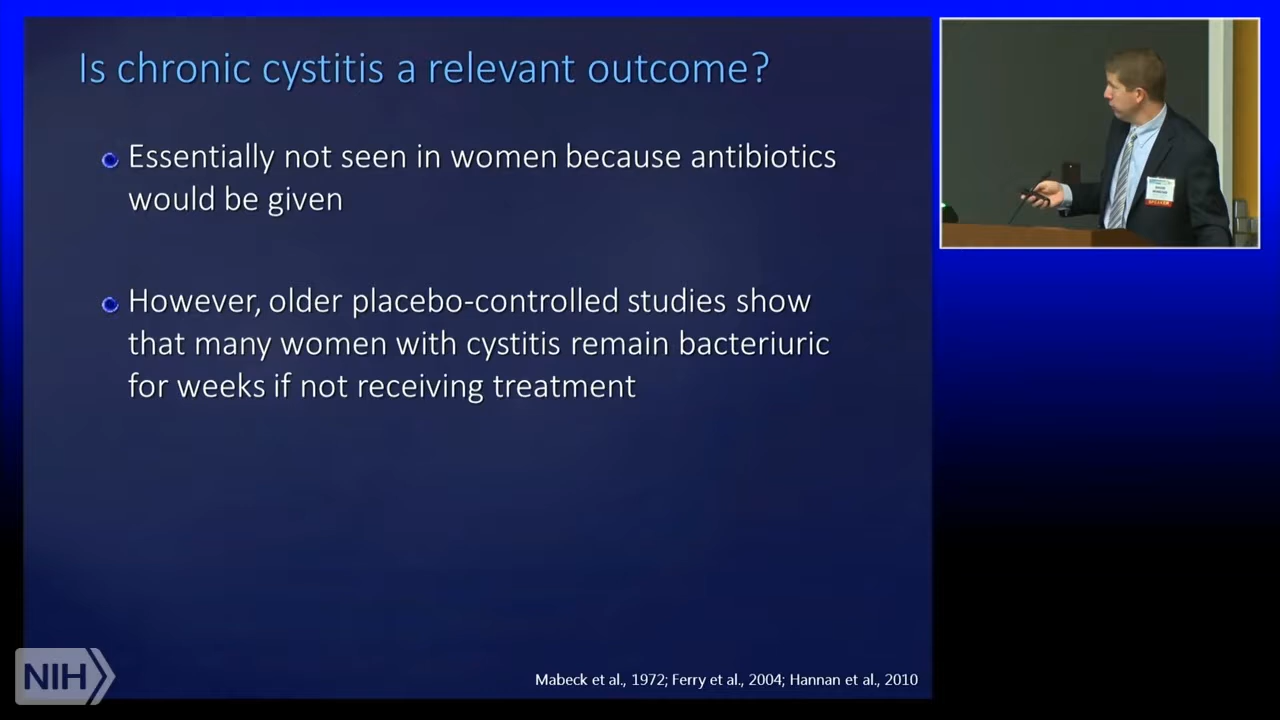 Is chronic cystitis a relevant outcome?
Essentially not seen in women because antibiotics
would be given
However, older placebo-controlled studies show
that many women with cystitis remain bacteriuric
for weeks if not receiving treatment
Mabeck et al., 1972; Ferry et al., 2004; Hannan et al., 2010
NIH
SPEAKER